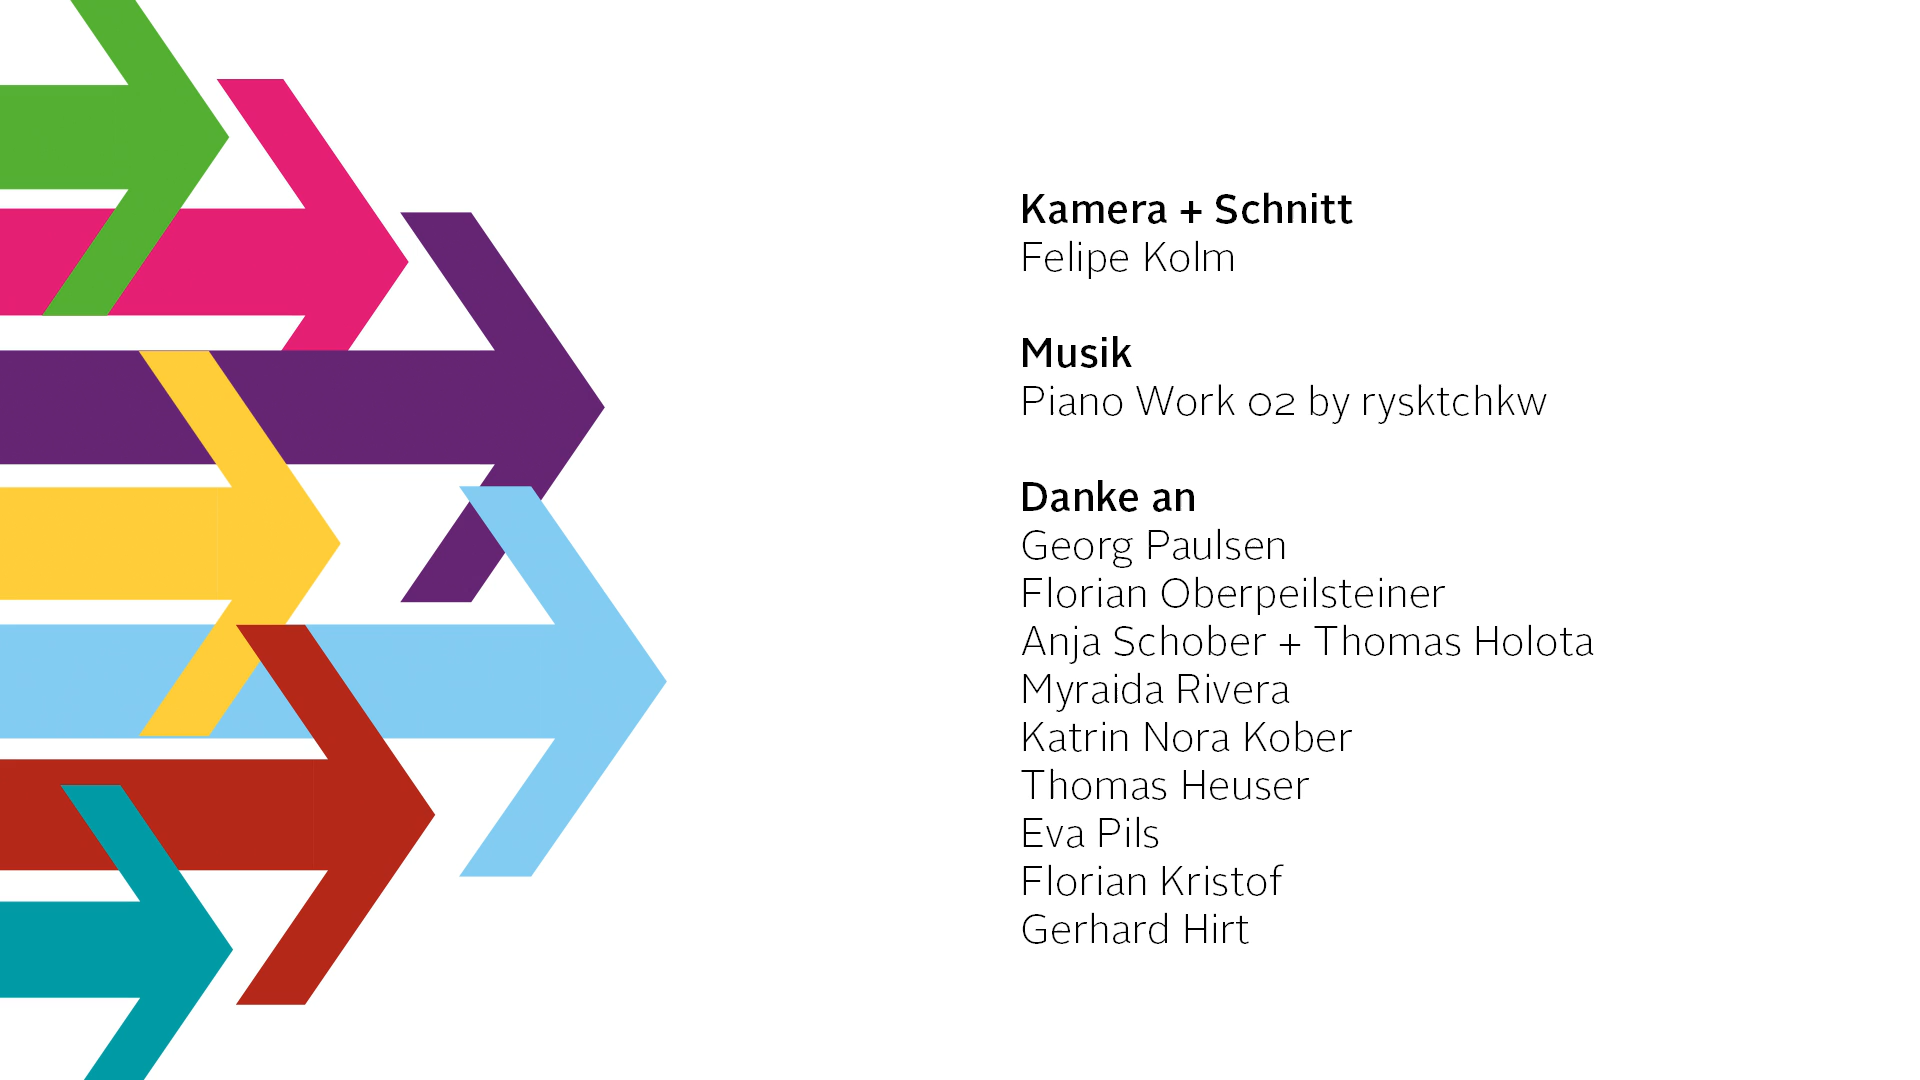 Kamera + Schnitt
Felipe Kolm
Musik
Piano Work 02 by rysktchkw
Danke an
Georg Paulsen
Florian Oberpeilsteiner
Anja Schober + Thomas Holota
Myraida Rivera
Katrin Nora Kober
Thomas Heuser
Eva Pils
Florian Kristof
Gerhard Hirt